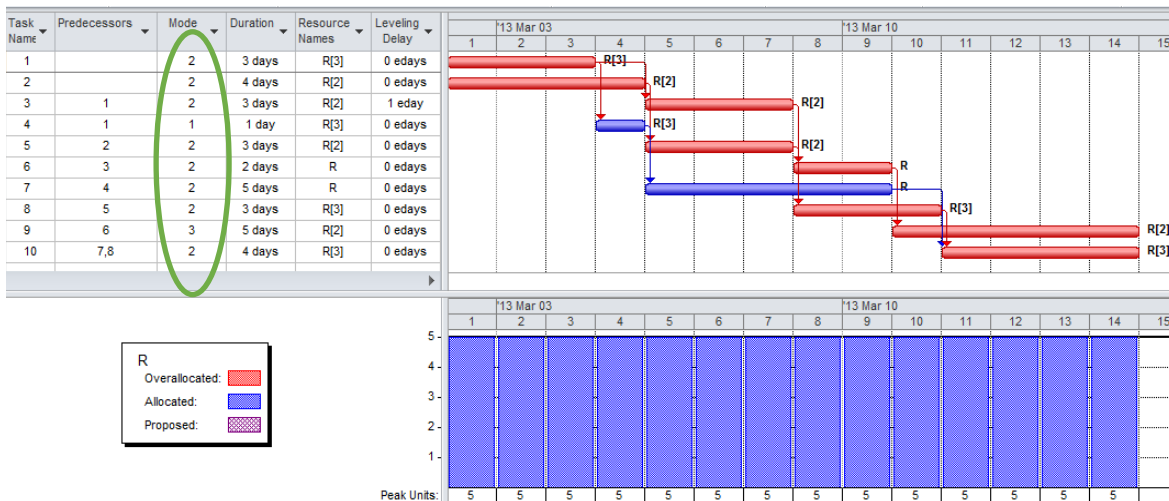 Task Name Predecessors Mode Duration Resource Names Leveling Delay
1 2 3 days R[3] 0 edays
2 2 4 days R[2] 0 edays
3 1 2 3 days R[2] 1 eday
4 1 1 1 day R[3] 0 edays
5 2 2 3 days R[2] 0 edays
6 3 2 2 days R 0 edays
7 4 2 5 days R 0 edays
8 5 2 3 days R[3] 0 edays
9 6 3 5 days R[2] 0 edays
10 7,8 2 4 days R[3] 0 edays
'13 Mar 03 '13 Mar 10
1 2 3 4 5 6 7 8 9 10 11 12 13 14 15
R[3]
R[2]
R[2]
R[3]
R[2]
R
R
R[3]
R[2]
R[3]
'13 Mar 03 '13 Mar 10
1 2 3 4 5 6 7 8 9 10 11 12 13 14 15
R
Overallocated:
Allocated:
Proposed:
5
4
3
2
1
Peak Units: 5 5 5 5 5 5 5 5 5 5 5 5 5 5